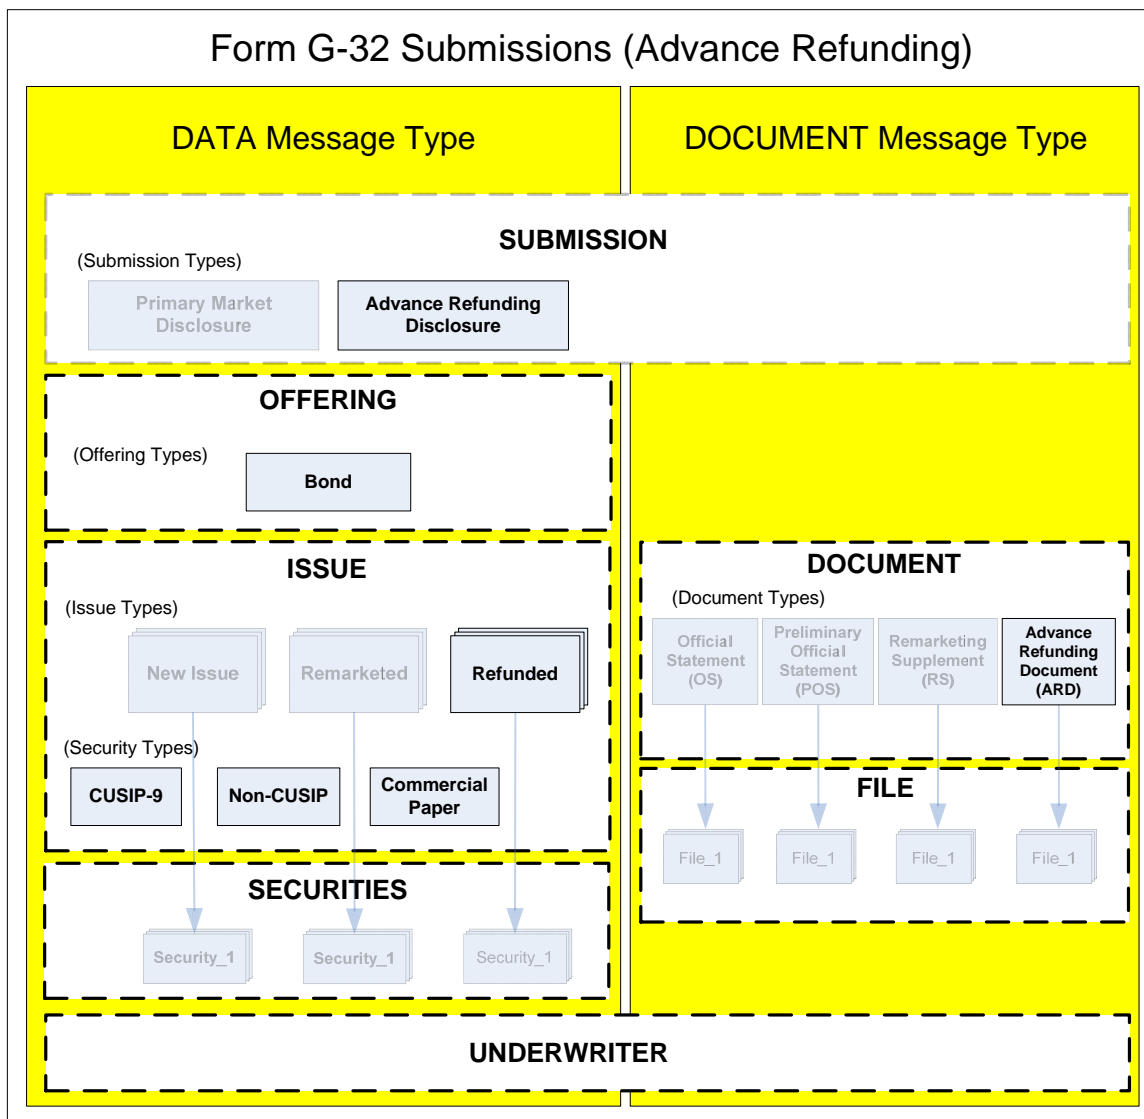 Form G-32 Submissions (Advance Refunding)
DATA Message Type
DOCUMENT Message Type
SUBMISSION
(Submission Types)
Primary Market
Disclosure
Advance Refunding
Disclosure
OFFERING
(Offering Types)
Bond
ISSUE
(Issue Types)
New Issue
Remarketed
Refunded
(Security Types)
CUSIP-9
Non-CUSIP
Commercial
Paper
SECURITIES
Security_1
Security_1
Security_1
DOCUMENT
(Document Types)
Official
Statement
(OS)
Preliminary
Official
Statement
(POS)
Remarketing
Supplement
(RS)
Advance
Refunding
Document
(ARD)
FILE
File_1
File_1
File_1
File_1
UNDERWRITER